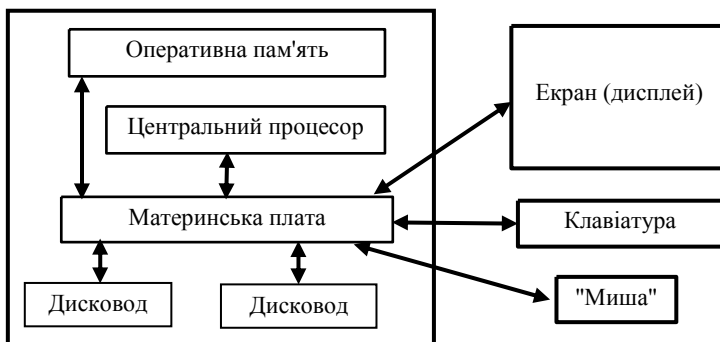 Оперативна пам'ять
Екран (дисплей)
Центральний процесор
Материнська плата
Клавіатура
Дисковод
Дисковод
"Миша"